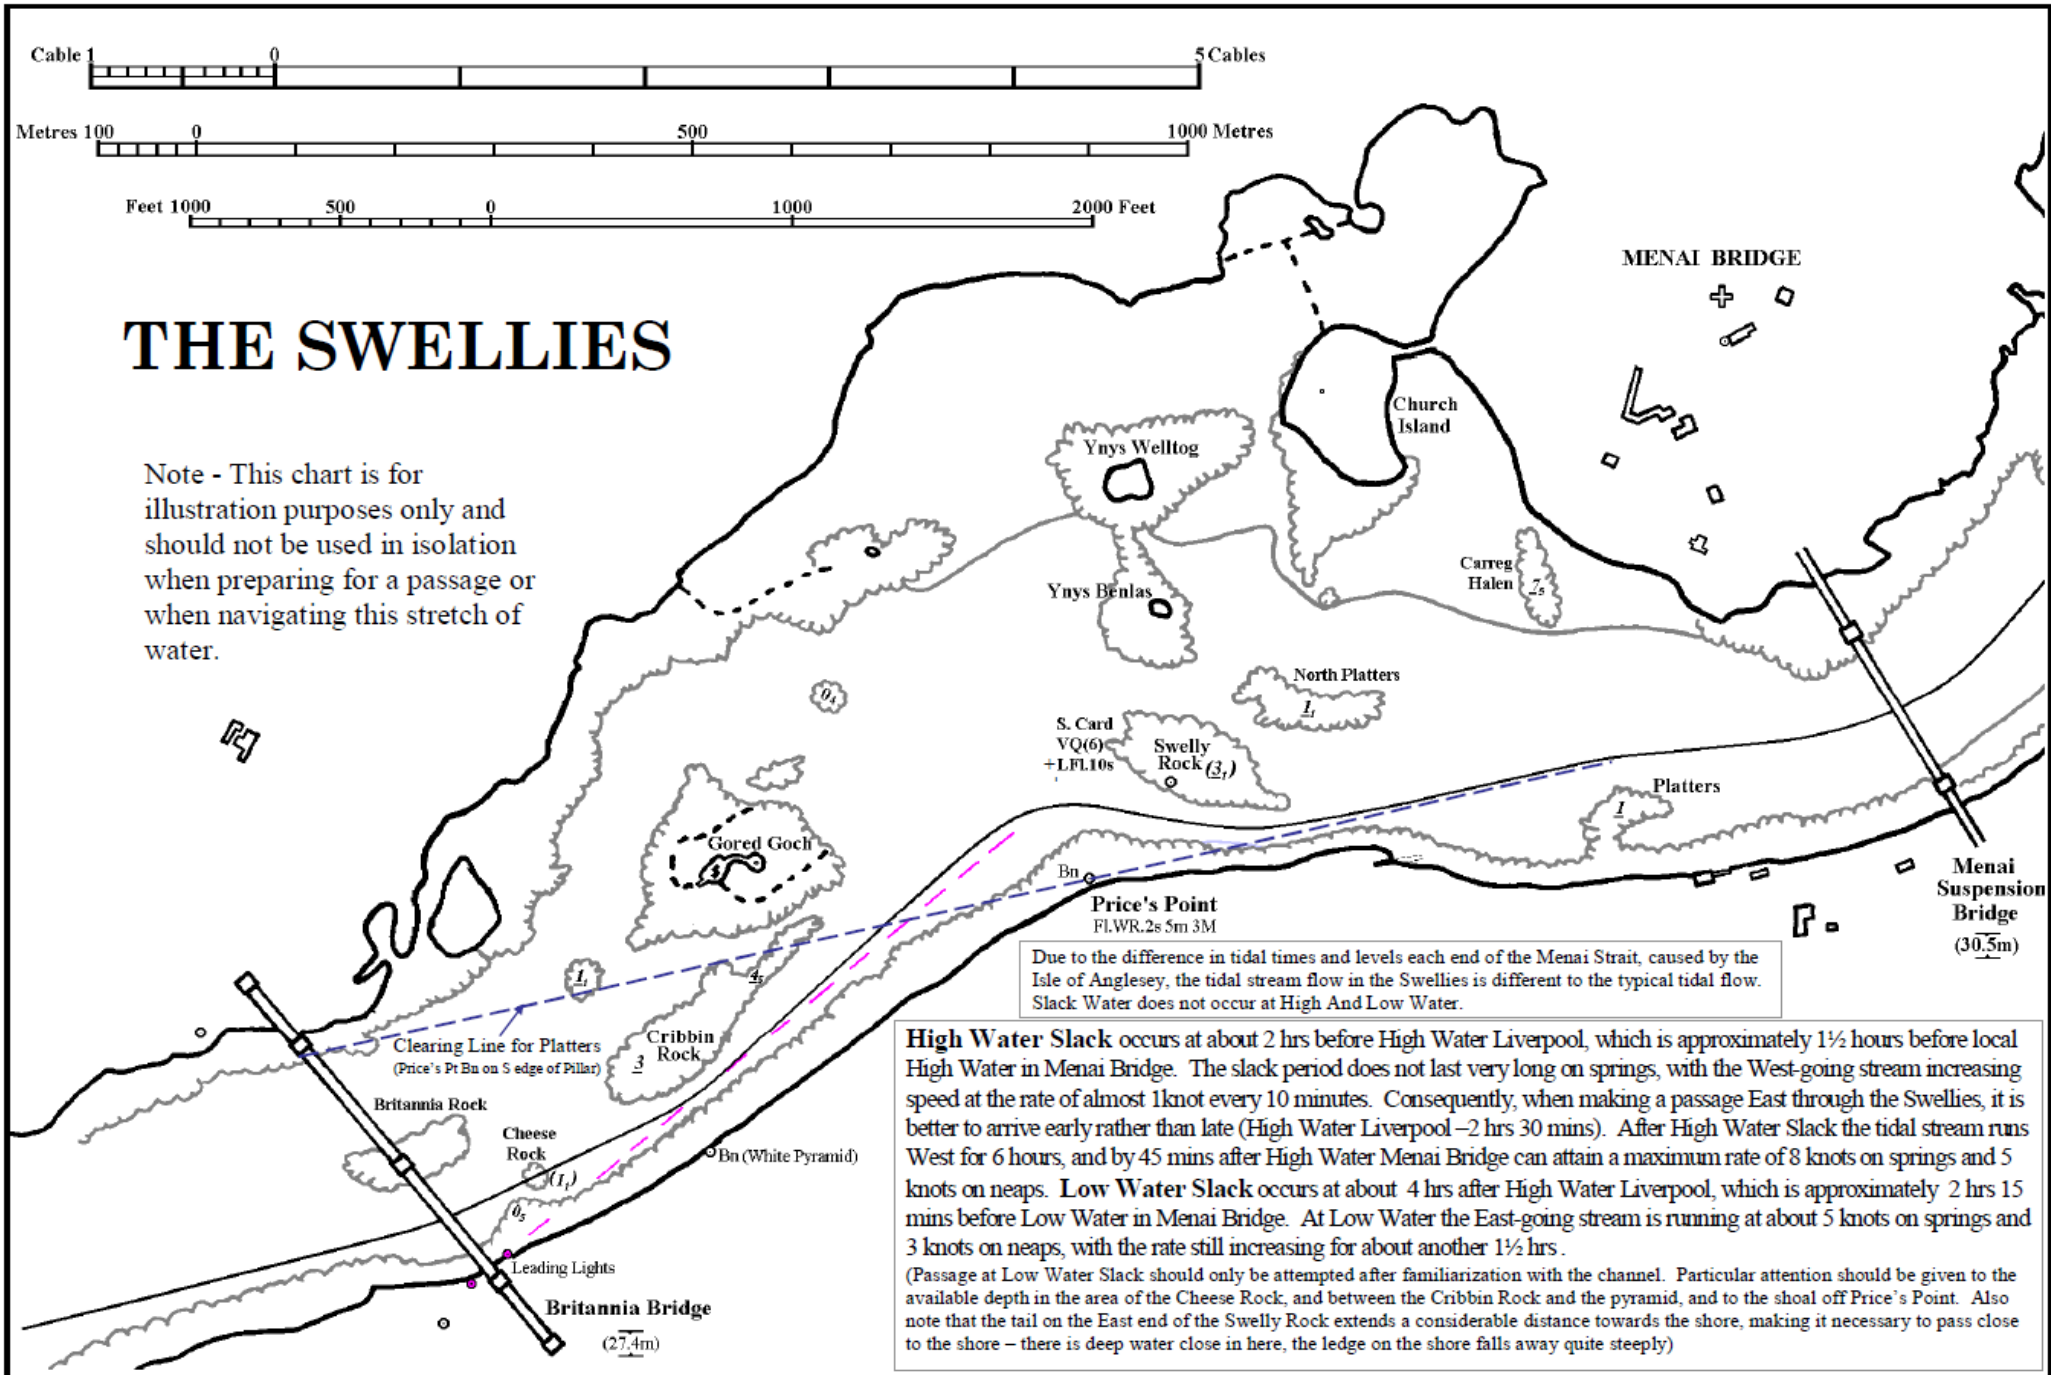 Cable 1 0 5 Cables
Metres 100 0 500 1000 Metres
Feet 1000 500 0 1000 2000 Feet
THE SWELLIES
MENAI BRIDGE
Note - This chart is for
illustration purposes only and
should not be used in isolation
when preparing for a passage or
when navigating this stretch of
water.
Church
Island
Ynys Welltog
Carreg
Halen
7₅
Ynys Benlas
0₄
North Platters
1₁
S. Card
VQ(6)
+LFl.10s
Swelly
Rock (3₁)
Platters
1
Gored Goch
Bn
Price's Point
Fl.WR.2s 5m 3M
Menai
Suspension
Bridge
(30.5m)
1₁
4₅
Clearing Line for Platters
(Price's Pt Bn on S edge of Pillar)
Cribbin
Rock
3
Britannia Rock
Cheese
Rock
(1₁)
Bn (White Pyramid)
0₅
Leading Lights
Britannia Bridge
(27.4m)
Due to the difference in tidal times and levels each end of the Menai Strait, caused by the
Isle of Anglesey, the tidal stream flow in the Swellies is different to the typical tidal flow.
Slack Water does not occur at High And Low Water.
High Water Slack occurs at about 2 hrs before High Water Liverpool, which is approximately 1½ hours before local
High Water in Menai Bridge. The slack period does not last very long on springs, with the West-going stream increasing
speed at the rate of almost 1knot every 10 minutes. Consequently, when making a passage East through the Swellies, it is
better to arrive early rather than late (High Water Liverpool –2 hrs 30 mins). After High Water Slack the tidal stream runs
West for 6 hours, and by 45 mins after High Water Menai Bridge can attain a maximum rate of 8 knots on springs and 5
knots on neaps. Low Water Slack occurs at about 4 hrs after High Water Liverpool, which is approximately 2 hrs 15
mins before Low Water in Menai Bridge. At Low Water the East-going stream is running at about 5 knots on springs and
3 knots on neaps, with the rate still increasing for about another 1½ hrs.
(Passage at Low Water Slack should only be attempted after familiarization with the channel. Particular attention should be given to the
available depth in the area of the Cheese Rock, and between the Cribbin Rock and the pyramid, and to the shoal off Price's Point. Also
note that the tail on the East end of the Swelly Rock extends a considerable distance towards the shore, making it necessary to pass close
to the shore – there is deep water close in here, the ledge on the shore falls away quite steeply)